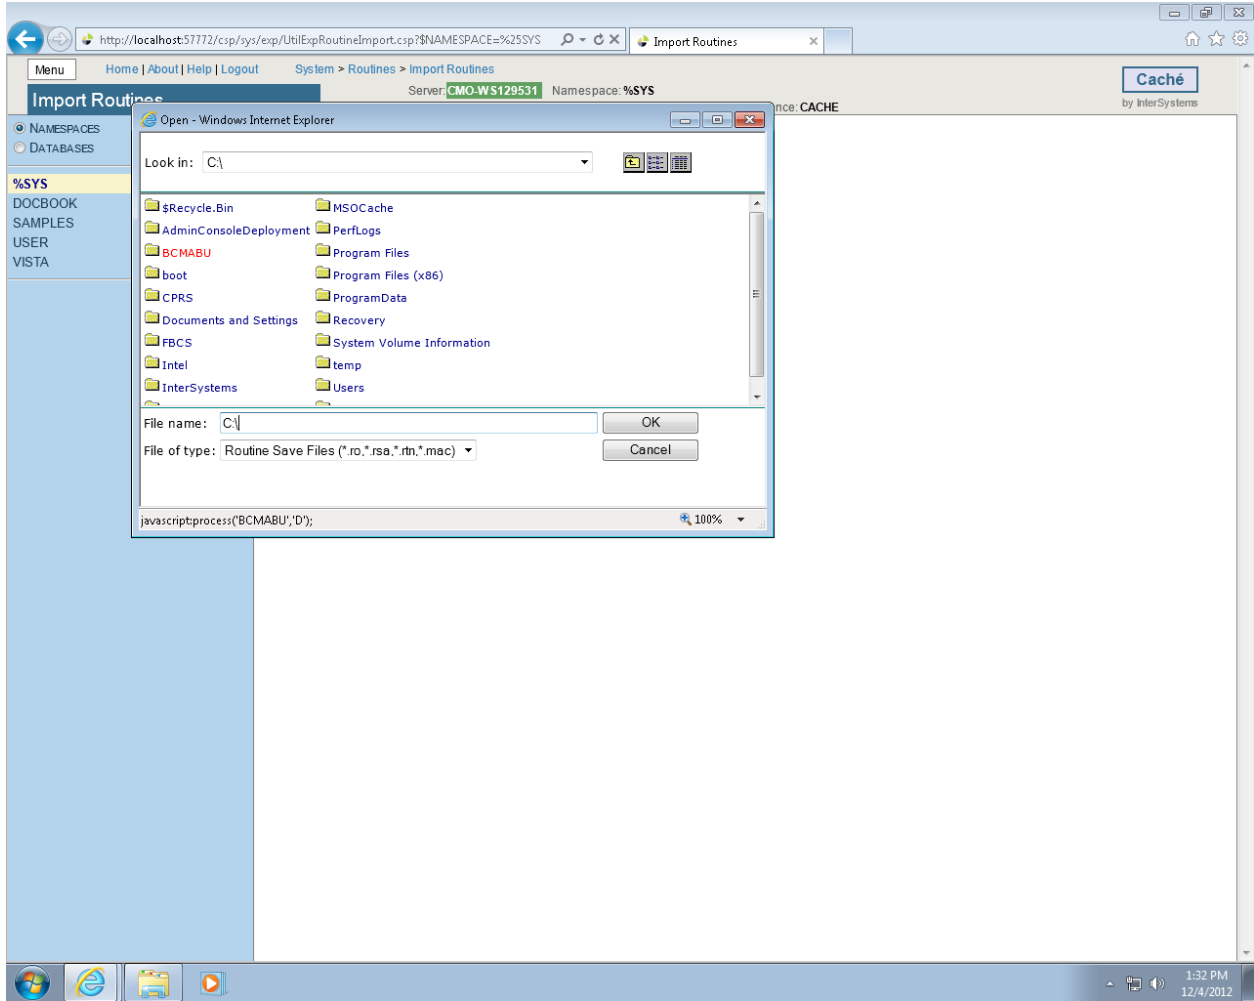 http://localhost:57772/csp/sys/exp/UtilExpRoutineImport.csp?$NAMESPACE=%25SYS
Import Routines
Menu Home | About | Help | Logout System > Routines > Import Routines
Server: CMO-WS129531 Namespace: %SYS
Caché
by InterSystems
Import Routines
nce: CACHE
NAMESPACES
DATABASES
%SYS
DOCBOOK
SAMPLES
USER
VISTA
Open - Windows Internet Explorer
Look in: C:\
$Recycle.Bin MSOCache
AdminConsoleDeployment PerfLogs
BCMABU Program Files
boot Program Files (x86)
CPRS ProgramData
Documents and Settings Recovery
FBCS System Volume Information
Intel temp
InterSystems Users
File name: C:\ OK
File of type: Routine Save Files (*.ro,*.rsa,*.rtn,*.mac) Cancel
javascript:process('BCMABU','D'); 100%
1:32 PM
12/4/2012